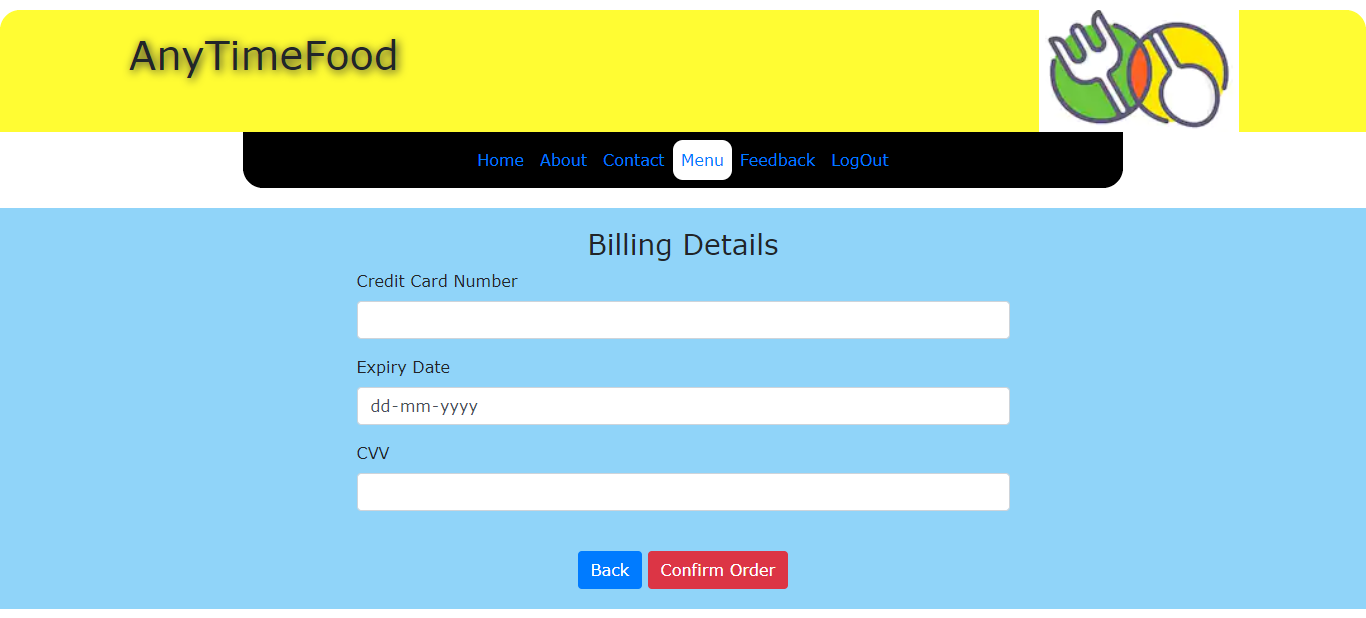 AnyTimeFood
Home About Contact Menu Feedback LogOut
Billing Details
Credit Card Number
Expiry Date
dd-mm-yyyy
CVV
Back Confirm Order